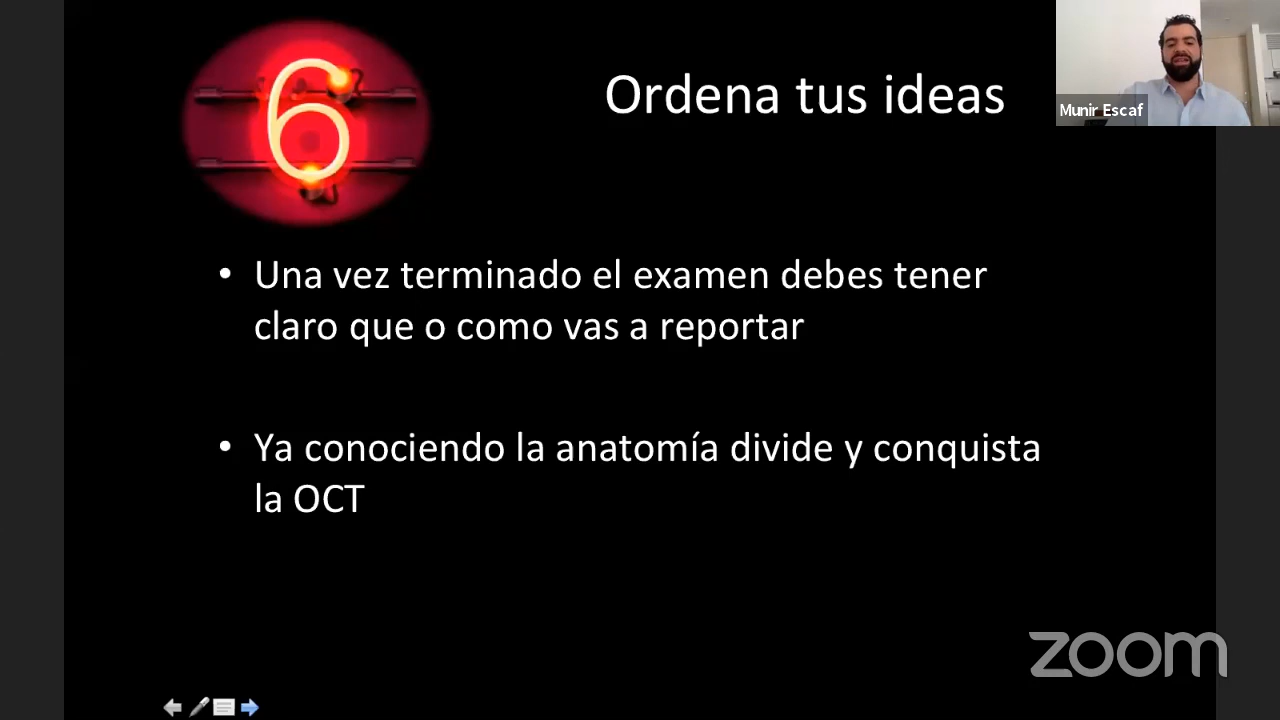 6
Ordena tus ideas
Munir Escaf
• Una vez terminado el examen debes tener
claro que o como vas a reportar
• Ya conociendo la anatomía divide y conquista
la OCT
zoom